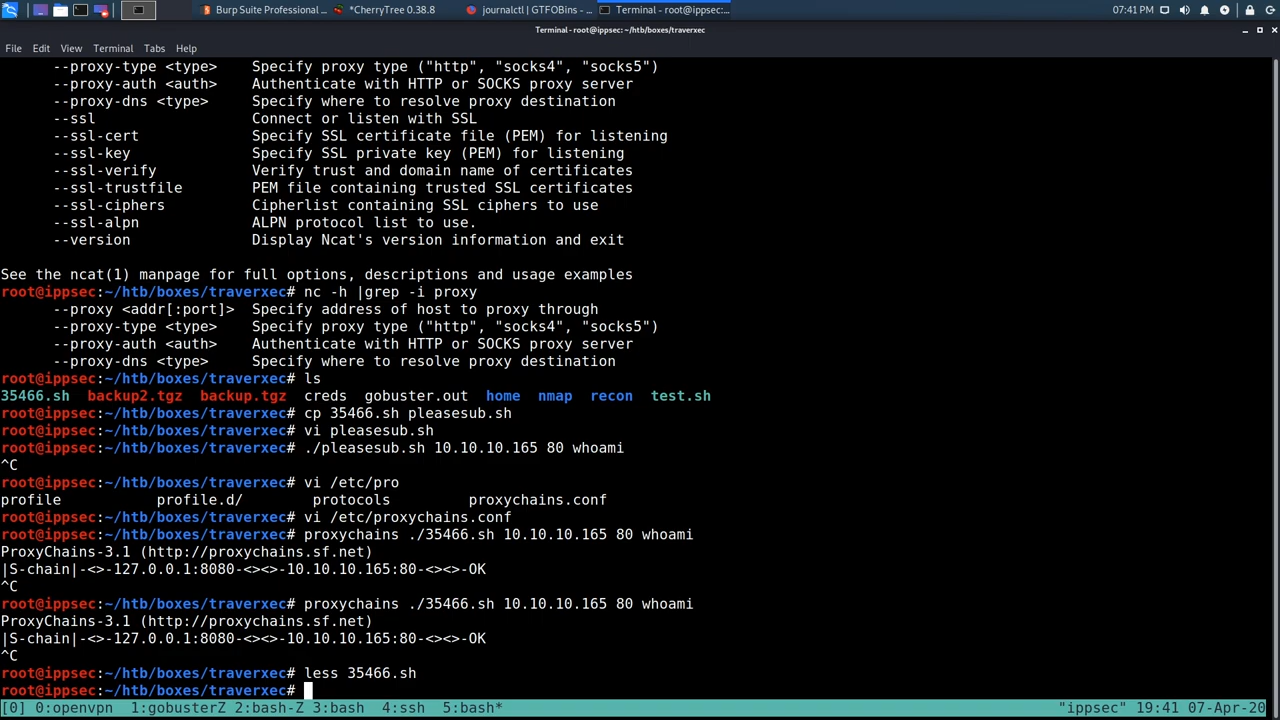 Burp Suite Professional ... *CherryTree 0.38.8 journalctl | GTFOBins - ... Terminal - root@ippsec:... 07:41 PM
Terminal - root@ippsec: ~/htb/boxes/traverxec
File Edit View Terminal Tabs Help
--proxy-type <type> Specify proxy type ("http", "socks4", "socks5")
--proxy-auth <auth> Authenticate with HTTP or SOCKS proxy server
--proxy-dns <type> Specify where to resolve proxy destination
--ssl Connect or listen with SSL
--ssl-cert Specify SSL certificate file (PEM) for listening
--ssl-key Specify SSL private key (PEM) for listening
--ssl-verify Verify trust and domain name of certificates
--ssl-trustfile PEM file containing trusted SSL certificates
--ssl-ciphers Cipherlist containing SSL ciphers to use
--ssl-alpn ALPN protocol list to use.
--version Display Ncat's version information and exit
See the ncat(1) manpage for full options, descriptions and usage examples
root@ippsec:~/htb/boxes/traverxec# nc -h |grep -i proxy
--proxy <addr[:port]> Specify address of host to proxy through
--proxy-type <type> Specify proxy type ("http", "socks4", "socks5")
--proxy-auth <auth> Authenticate with HTTP or SOCKS proxy server
--proxy-dns <type> Specify where to resolve proxy destination
root@ippsec:~/htb/boxes/traverxec# ls
35466.sh backup2.tgz backup.tgz creds gobuster.out home nmap recon test.sh
root@ippsec:~/htb/boxes/traverxec# cp 35466.sh pleasesub.sh
root@ippsec:~/htb/boxes/traverxec# vi pleasesub.sh
root@ippsec:~/htb/boxes/traverxec# ./pleasesub.sh 10.10.10.165 80 whoami
^C
root@ippsec:~/htb/boxes/traverxec# vi /etc/pro
profile profile.d/ protocols proxychains.conf
root@ippsec:~/htb/boxes/traverxec# vi /etc/proxychains.conf
root@ippsec:~/htb/boxes/traverxec# proxychains ./35466.sh 10.10.10.165 80 whoami
ProxyChains-3.1 (http://proxychains.sf.net)
|S-chain|-<>-127.0.0.1:8080-<><>-10.10.10.165:80-<><>-OK
^C
root@ippsec:~/htb/boxes/traverxec# proxychains ./35466.sh 10.10.10.165 80 whoami
ProxyChains-3.1 (http://proxychains.sf.net)
|S-chain|-<>-127.0.0.1:8080-<><>-10.10.10.165:80-<><>-OK
^C
root@ippsec:~/htb/boxes/traverxec# less 35466.sh
root@ippsec:~/htb/boxes/traverxec#
[0] 0:openvpn 1:gobusterZ 2:bash-Z 3:bash 4:ssh 5:bash* "ippsec" 19:41 07-Apr-20